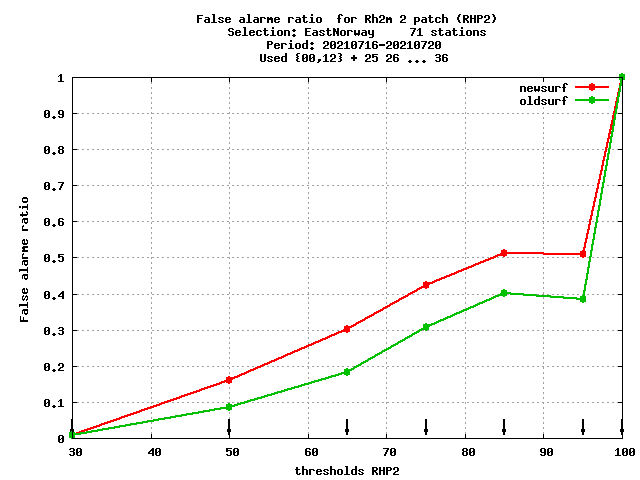 False alarme ratio  for Rh2m 2 patch (RHP2)
Selection: EastNorway     71 stations
Period: 20210716-20210720
Used {00,12} + 25 26 ... 36
newsurf
oldsurf
1
0.9
0.8
0.7
0.6
0.5
0.4
0.3
0.2
0.1
0
False alarme ratio
30 40 50 60 70 80 90 100
thresholds RHP2